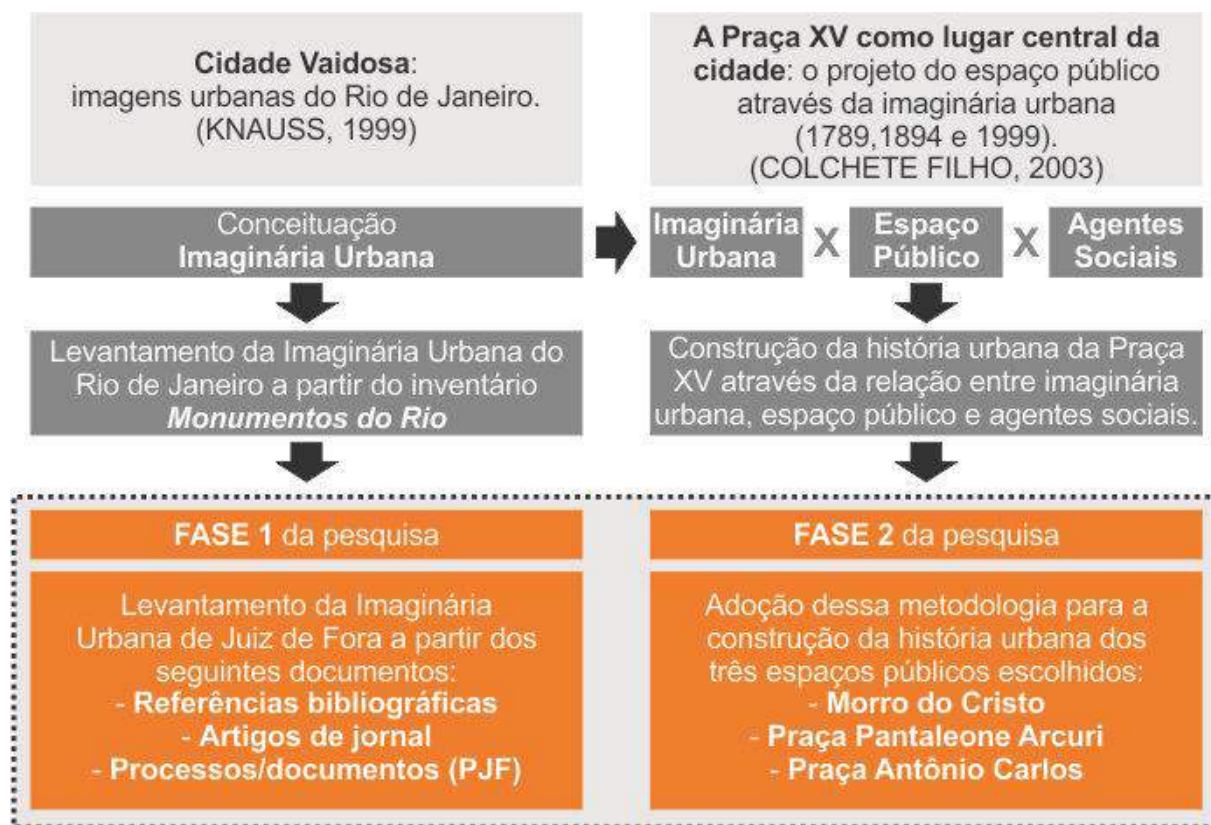 Cidade Vaidosa:
imagens urbanas do Rio de Janeiro.
(KNAUSS, 1999)
A Praça XV como lugar central da
cidade: o projeto do espaço público
através da imaginária urbana
(1789,1894 e 1999).
(COLCHETE FILHO, 2003)
Conceituação
Imaginária Urbana
Imaginária
Urbana
X
Espaço
Público
X
Agentes
Sociais
Levantamento da Imaginária Urbana do
Rio de Janeiro a partir do inventário
Monumentos do Rio
Construção da história urbana da Praça
XV através da relação entre imaginária
urbana, espaço público e agentes sociais.
FASE 1 da pesquisa
Levantamento da Imaginária
Urbana de Juiz de Fora a partir dos
seguintes documentos:
- Referências bibliográficas
- Artigos de jornal
- Processos/documentos (PJF)
FASE 2 da pesquisa
Adoção dessa metodologia para a
construção da história urbana dos
três espaços públicos escolhidos:
- Morro do Cristo
- Praça Pantaleone Arcuri
- Praça Antônio Carlos